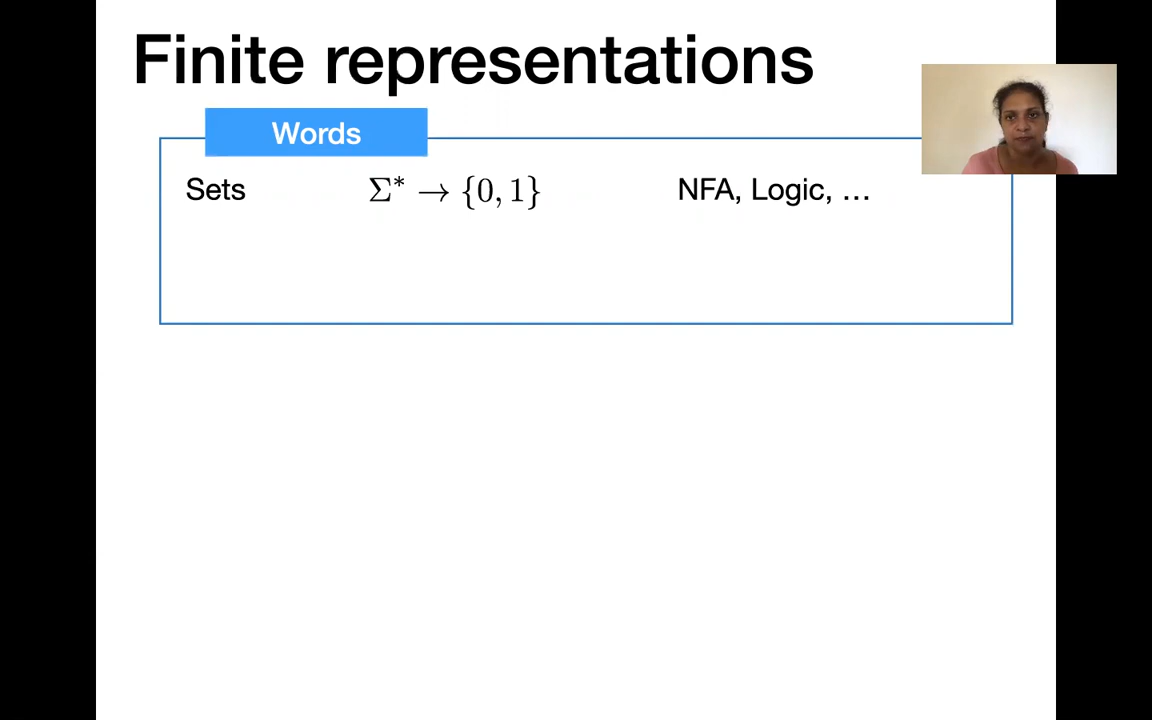 Finite representations
Words
Sets Σ* → {0, 1} NFA, Logic, …